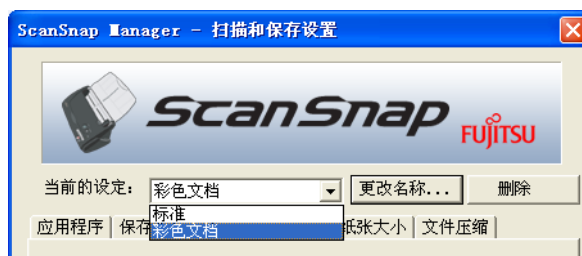 ScanSnap Manager - 扫描和保存设置
ScanSnap
FUJITSU
当前的设定： 彩色文档 更改名称... 删除
标准
彩色文档
应用程序 保存 纸张大小 文件压缩